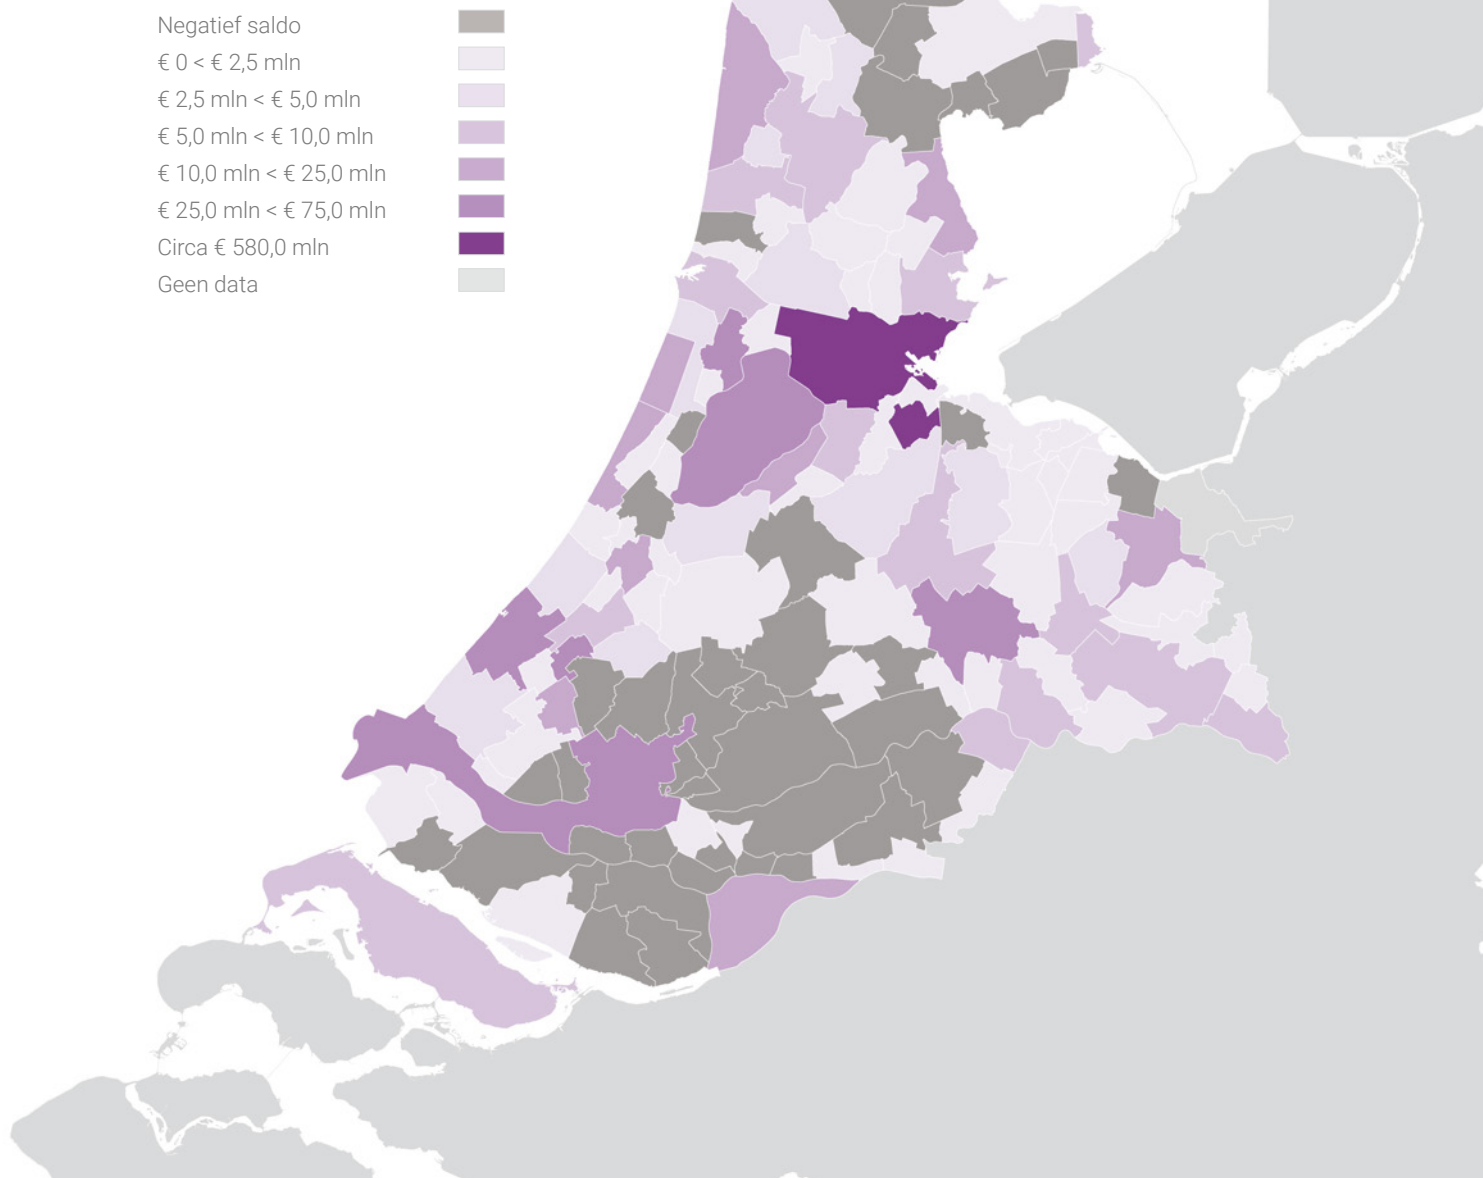 Negatief saldo
€ 0 < € 2,5 mln
€ 2,5 mln < € 5,0 mln
€ 5,0 mln < € 10,0 mln
€ 10,0 mln < € 25,0 mln
€ 25,0 mln < € 75,0 mln
Circa € 580,0 mln
Geen data